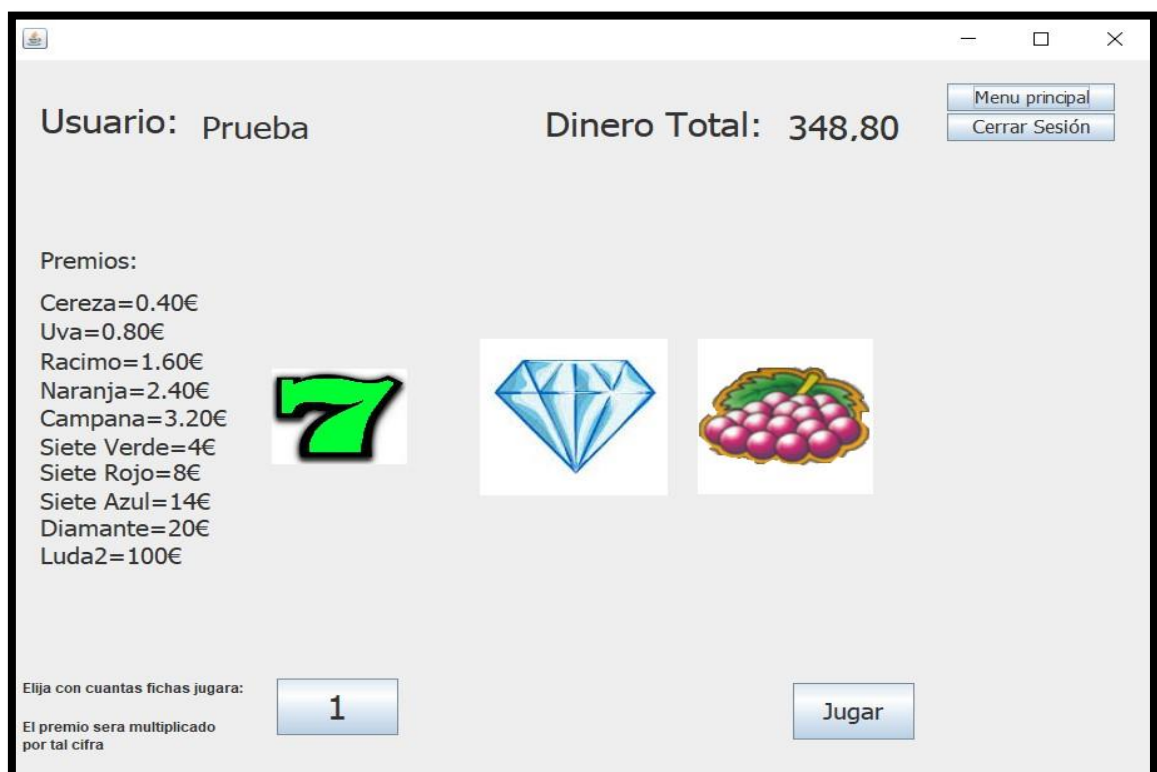 Menu principal
Usuario: Prueba
Dinero Total: 348,80
Cerrar Sesión
Premios:
Cereza=0.40€
Uva=0.80€
Racimo=1.60€
Naranja=2.40€
Campana=3.20€
Siete Verde=4€
Siete Rojo=8€
Siete Azul=14€
Diamante=20€
Luda2=100€
7
Elija con cuantas fichas jugara:
1
Jugar
El premio sera multiplicado
por tal cifra